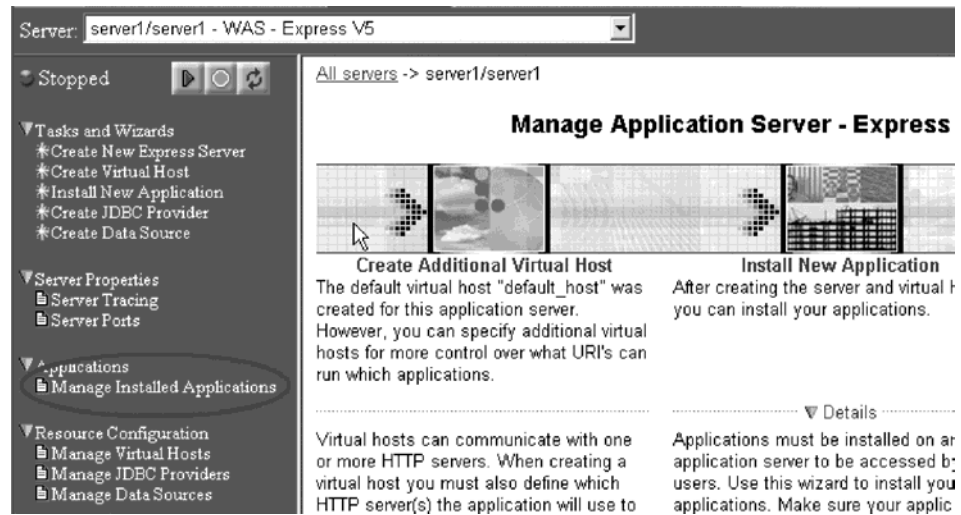 Server: server1/server1 - WAS - Express V5
Stopped
Tasks and Wizards
Create New Express Server
Create Virtual Host
Install New Application
Create JDBC Provider
Create Data Source
Server Properties
Server Tracing
Server Ports
Applications
Manage Installed Applications
Resource Configuration
Manage Virtual Hosts
Manage JDBC Providers
Manage Data Sources
All servers -> server1/server1
Manage Application Server - Express
Create Additional Virtual Host
The default virtual host "default_host" was
created for this application server.
However, you can specify additional virtual
hosts for more control over what URI's can
run which applications.
Virtual hosts can communicate with one
or more HTTP servers. When creating a
virtual host you must also define which
HTTP server(s) the application will use to
Install New Application
After creating the server and virtual
you can install your applications.
Details
Applications must be installed on
application server to be accessed
users. Use this wizard to install
applications. Make sure your